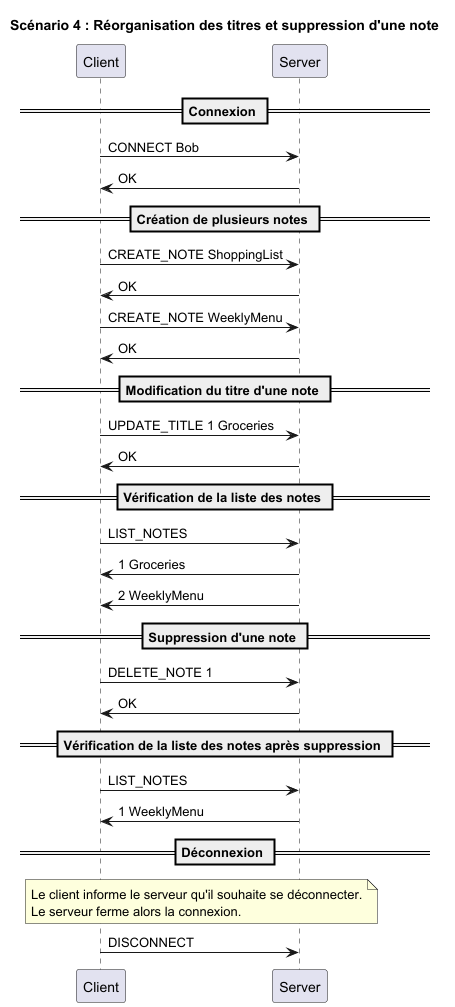 Scénario 4 : Réorganisation des titres et suppression d'une note
Client
Server
Connexion
CONNECT Bob
OK
Création de plusieurs notes
CREATE_NOTE ShoppingList
OK
CREATE_NOTE WeeklyMenu
OK
Modification du titre d'une note
UPDATE_TITLE 1 Groceries
OK
Vérification de la liste des notes
LIST_NOTES
1 Groceries
2 WeeklyMenu
Suppression d'une note
DELETE_NOTE 1
OK
Vérification de la liste des notes après suppression
LIST_NOTES
1 WeeklyMenu
Déconnexion
Le client informe le serveur qu'il souhaite se déconnecter.
Le serveur ferme alors la connexion.
DISCONNECT
Client
Server